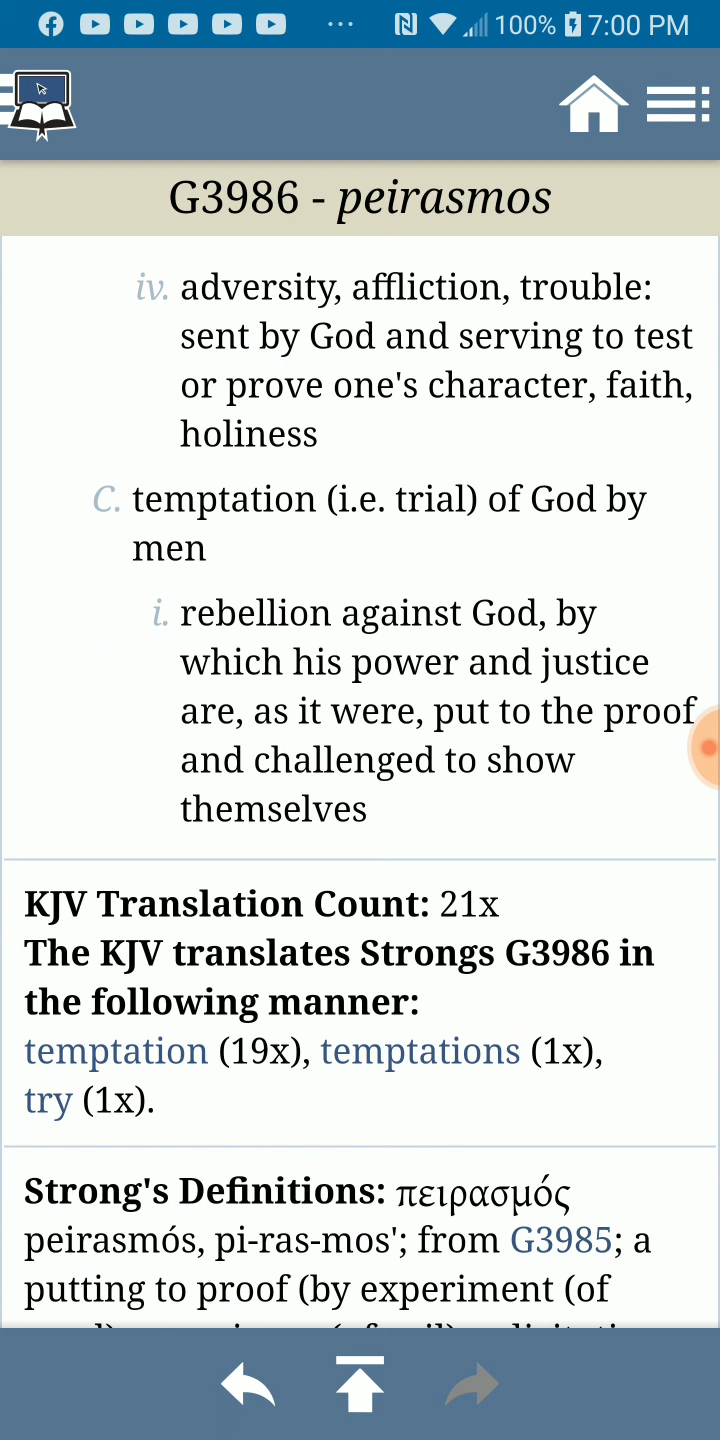 100% 7:00 PM
G3986 - peirasmos
iv. adversity, affliction, trouble:
sent by God and serving to test
or prove one's character, faith,
holiness
C. temptation (i.e. trial) of God by
men
i. rebellion against God, by
which his power and justice
are, as it were, put to the proof
and challenged to show
themselves
KJV Translation Count: 21x
The KJV translates Strongs G3986 in
the following manner:
temptation (19x), temptations (1x),
try (1x).
Strong's Definitions: πειρασμός
peirasmós, pi-ras-mos'; from G3985; a
putting to proof (by experiment (of